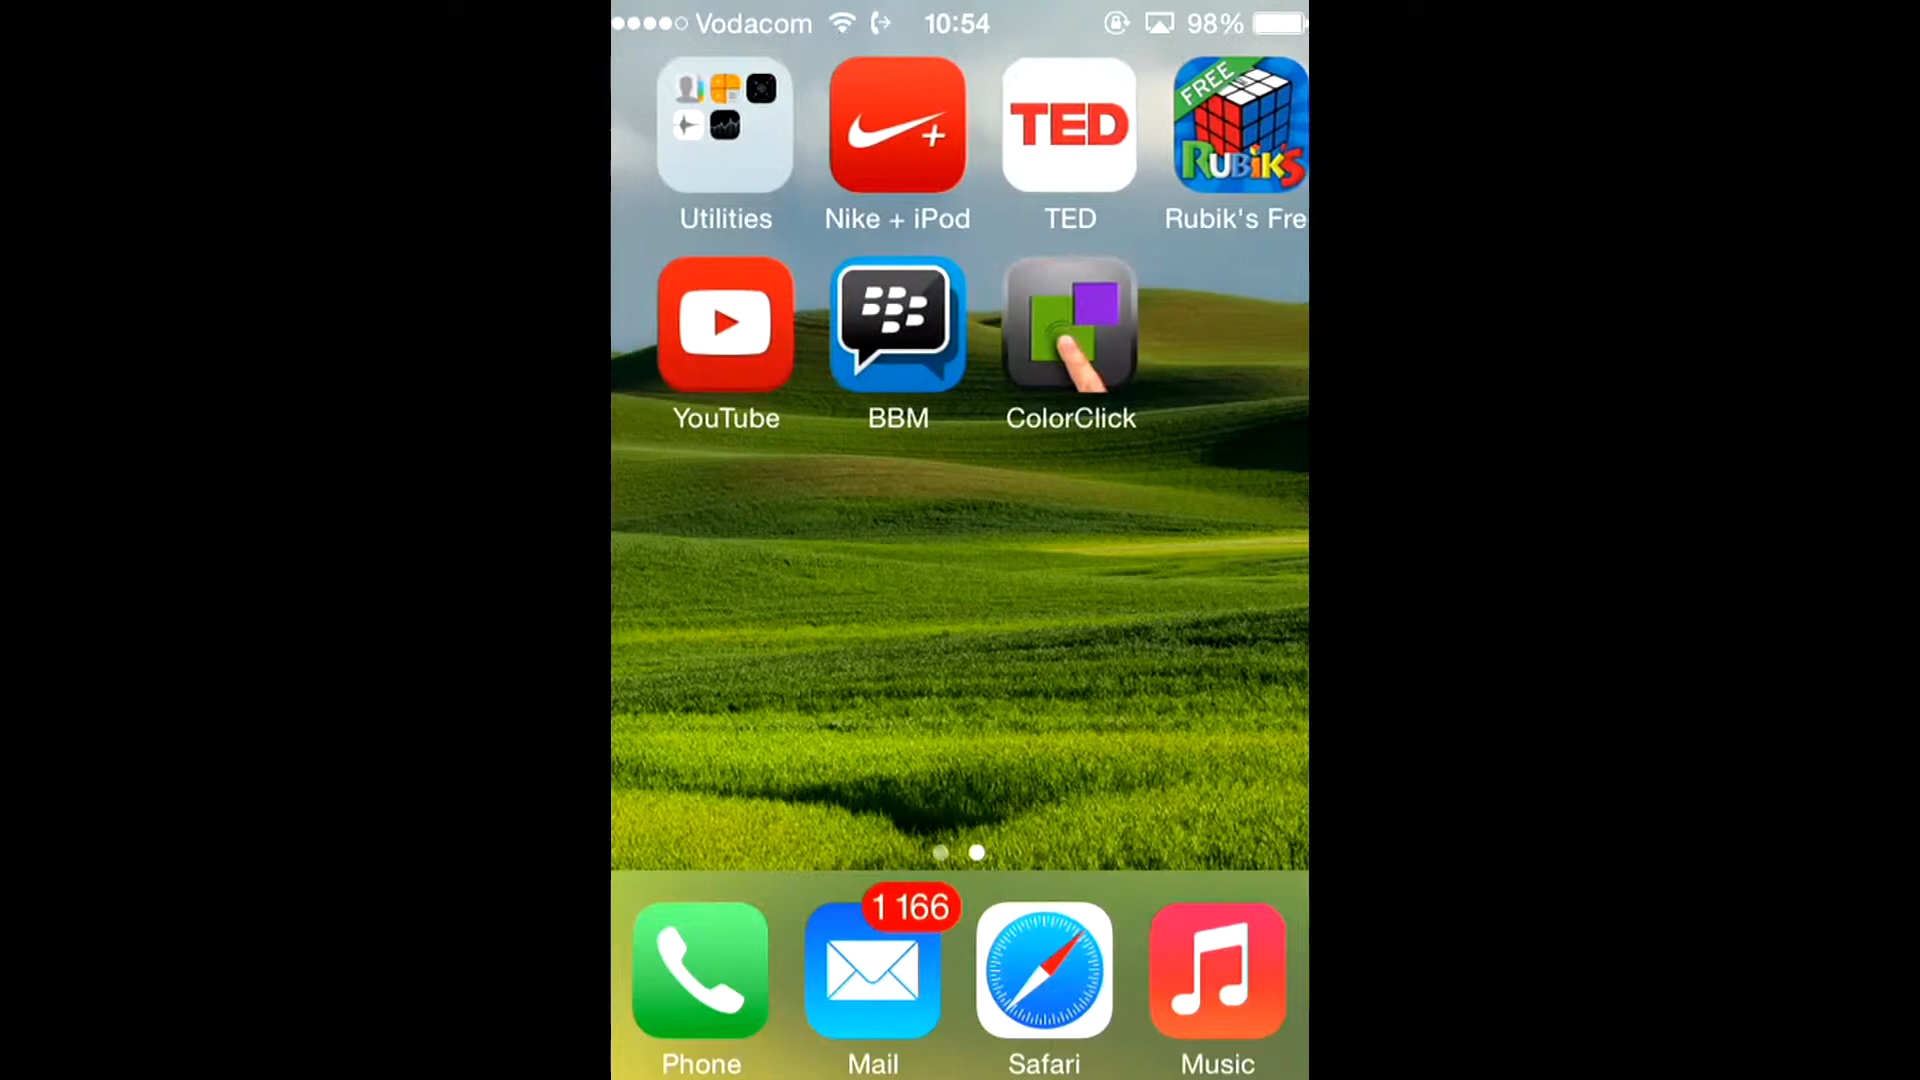 Vodacom 10:54 98%
FREE
TED
RUBIK'S
Utilities Nike + iPod TED Rubik's Fre
YouTube BBM ColorClick
1 166
Phone Mail Safari Music